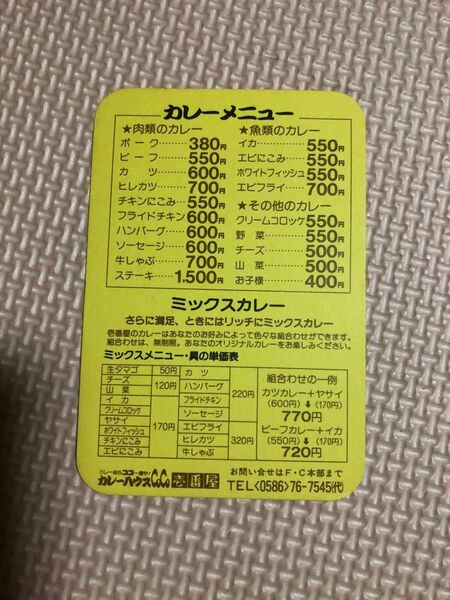 カレーメニュー
★肉類のカレー
ポーク……380円
ビーフ……550円
カツ……600円
ヒレカツ……700円
チキンにこみ…550円
フライドチキン 600円
ハンバーグ……600円
ソーセージ……600円
牛しゃぶ……700円
ステーキ…1.500円
★魚類のカレー
イカ……550円
エビにこみ…550円
ホワイトフィッシュ 550円
エビフライ…700円
★その他のカレー
クリームコロッケ 550円
野菜……550円
チーズ……500円
山菜……500円
お子様……400円
ミックスカレー
さらに満足、ときにはリッチにミックスカレー
壱番屋のカレーはあなたのお好みによって色々な組合わせができます。
組合わせは、無制限。あなたのオリジナルカレーをお楽しみください。
ミックスメニュー・具の単価表
生タマゴ 50円
チーズ
山菜
120円
イカ
クリームコロッケ
ヤサイ
ホワイトフィッシュ
チキンにこみ
エビにこみ
170円
カツ
ハンバーグ
フライドチキン
ソーセージ
220円
エビフライ
ヒレカツ
牛しゃぶ
320円
組合わせの一例
カツカレー+ヤサイ
(600円)⬇(170円)
770円
ビーフカレー+イカ
(550円)⬇(170円)
720円
カレーならココ一番や!
カレーハウス CoCo 壱番屋
お問い合せはF・C本部まで
TEL<0586>76-7545(代)